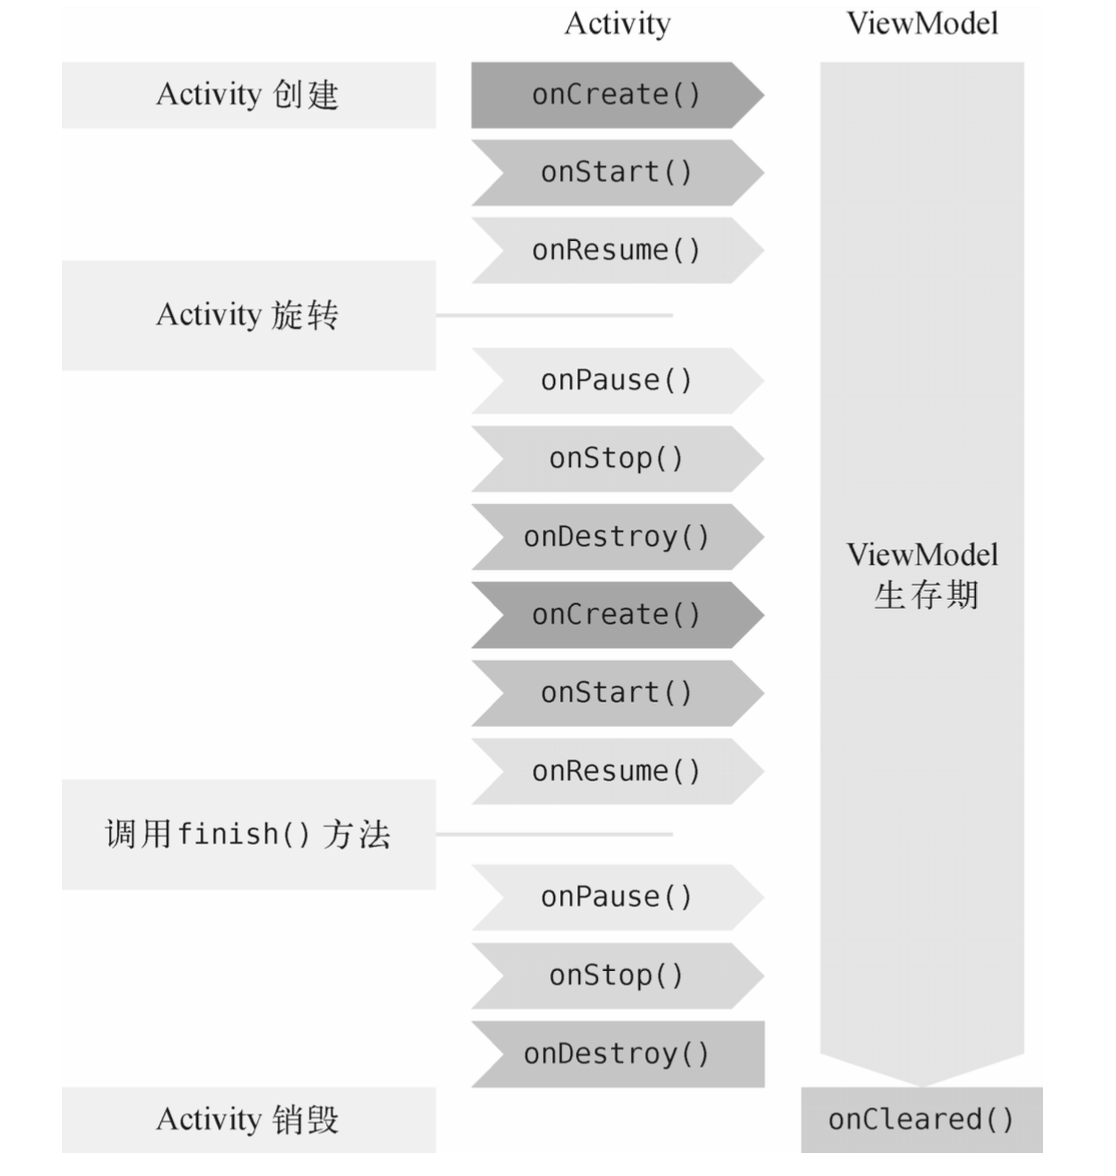 Activity
ViewModel
Activity 创建
onCreate()
onStart()
onResume()
Activity 旋转
onPause()
onStop()
onDestroy()
onCreate()
ViewModel
生存期
onStart()
onResume()
调用finish() 方法
onPause()
onStop()
onDestroy()
Activity 销毁
onCleared()